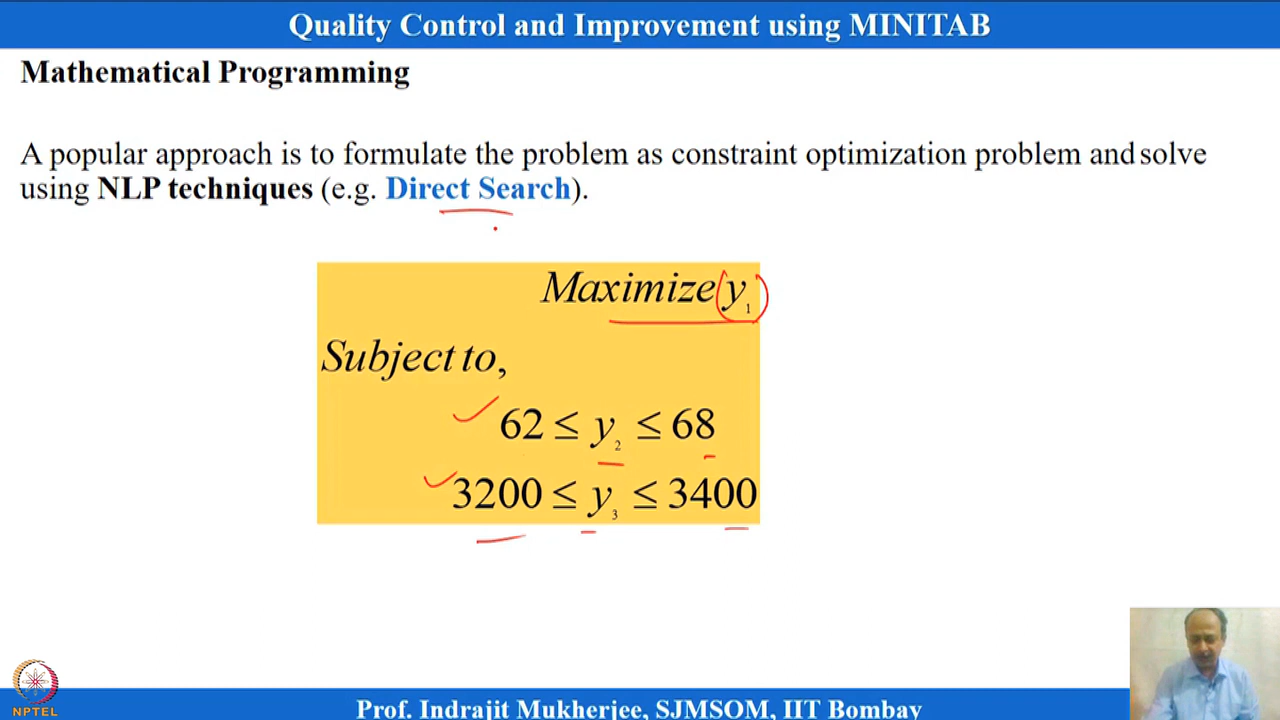 Quality Control and Improvement using MINITAB
Mathematical Programming
A popular approach is to formulate the problem as constraint optimization problem and solve
using NLP techniques (e.g. Direct Search).
Maximize y₁
Subject to,
62 ≤ y₂ ≤ 68
3200 ≤ y₃ ≤ 3400
NPTEL
Prof. Indrajit Mukherjee, SJMSOM, IIT Bombay